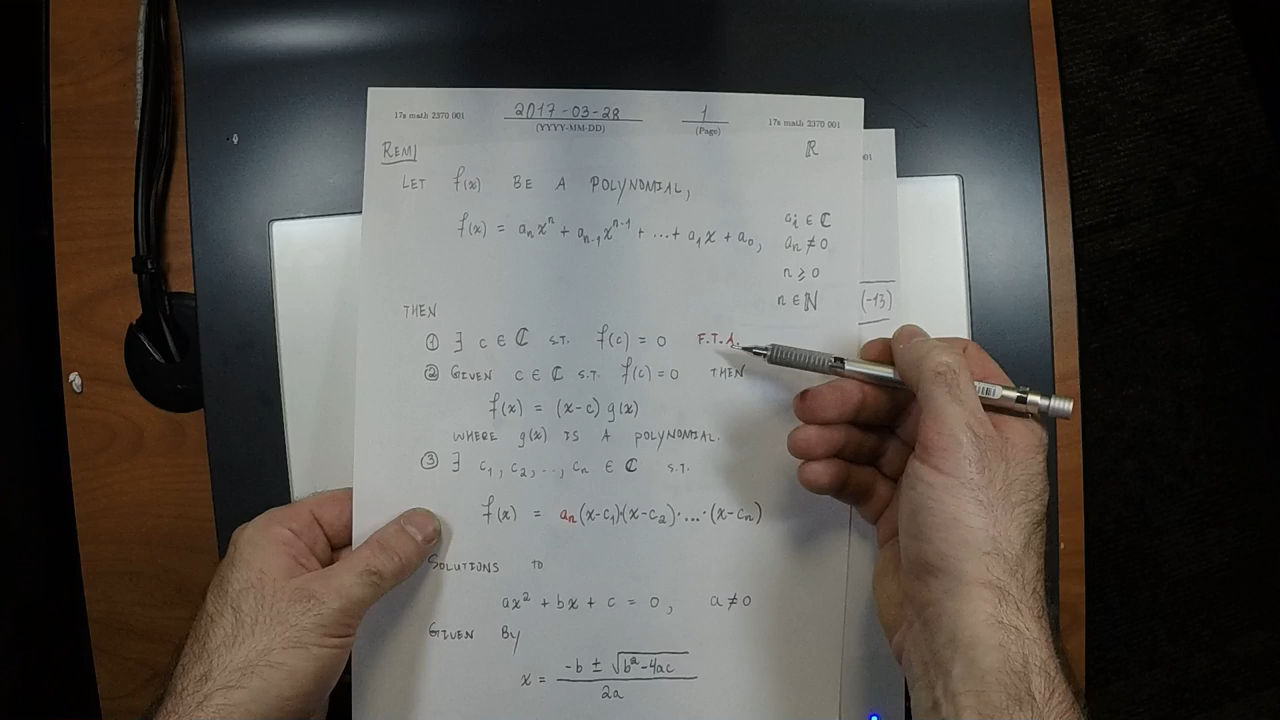 17s math 2370 001 2017-03-28 1 17s math 2370 001
(YYYY-MM-DD) (Page)
01
REM| ℝ
LET f(x) BE A POLYNOMIAL,
f(x) = aₙxⁿ + aₙ₋₁xⁿ⁻¹ + ... + a₁x + a₀, aᵢ ∈ ℂ
aₙ ≠ 0
n ⩾ 0
n ∈ ℕ
(-13)
THEN
① ∃ c ∈ ℂ S.T. f(c) = 0 F.T.A.
② GIVEN c ∈ ℂ S.T. f(c) = 0 THEN
f(x) = (x-c) g(x)
WHERE g(x) IS A POLYNOMIAL.
③ ∃ c₁, c₂, .., cₙ ∈ ℂ S.T.
f(x) = aₙ(x-c₁)·(x-c₂)·...·(x-cₙ)
SOLUTIONS TO
ax² + bx + c = 0, a ≠ 0
GIVEN BY
x = (-b ± √(b²-4ac))/2a